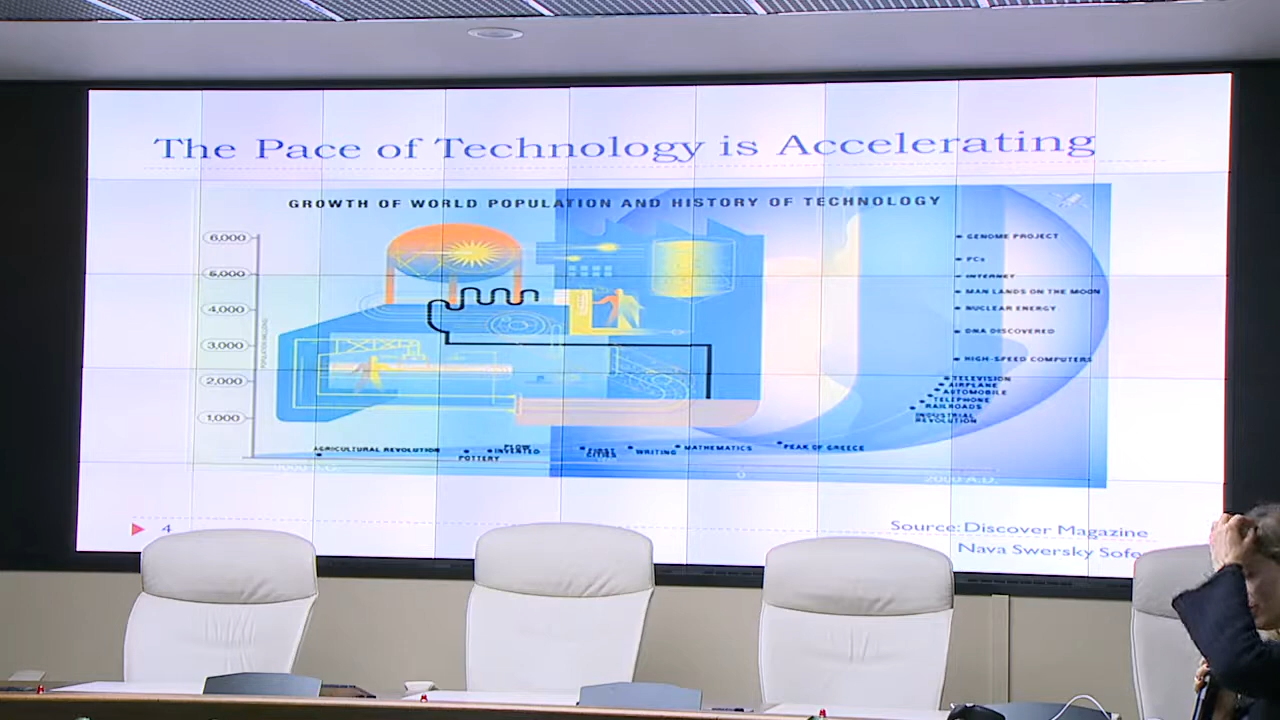 The Pace of Technology is Accelerating
GROWTH OF WORLD POPULATION AND HISTORY OF TECHNOLOGY
6,000
5,000
4,000
3,000
2,000
1,000
GENOME PROJECT
PCs
INTERNET
MAN LANDS ON THE MOON
NUCLEAR ENERGY
DNA DISCOVERED
HIGH-SPEED COMPUTERS
TELEVISION
AIRPLANE
AUTOMOBILE
TELEPHONE
RAILROADS
INDUSTRIAL
REVOLUTION
AGRICULTURAL REVOLUTION
POTTERY
PLOW
INVENTED
FIRST
CITIES
WRITING
MATHEMATICS
PEAK OF GREECE
0
2000 A.D.
4
Source: Discover Magazine
Nava Swersky